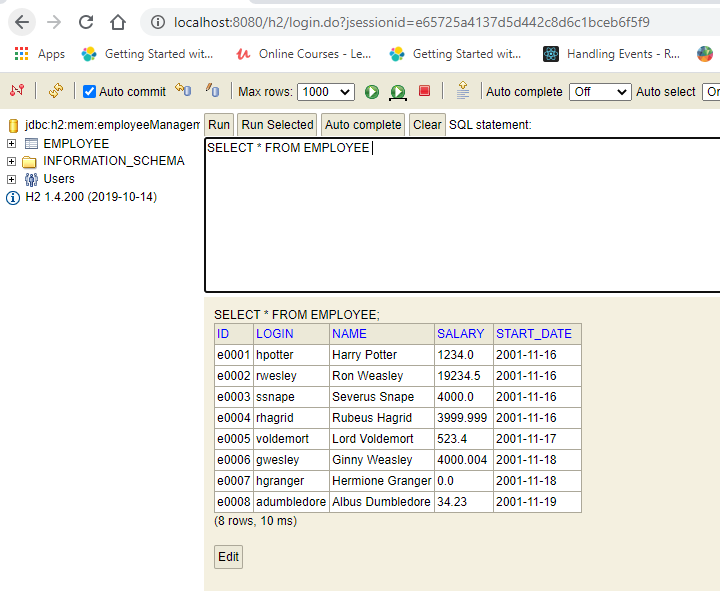 localhost:8080/h2/login.do?jsessionid=e65725a4137d5d442c8d6c1bceb6f5f9
Apps Getting Started wit... Online Courses - Le... Getting Started wit... Handling Events - R...
Auto commit Max rows: 1000 Auto complete Off Auto select On
jdbc:h2:mem:employeeManagem
EMPLOYEE
INFORMATION_SCHEMA
Users
H2 1.4.200 (2019-10-14)
Run Run Selected Auto complete Clear SQL statement:
SELECT * FROM EMPLOYEE
SELECT * FROM EMPLOYEE;
ID LOGIN NAME SALARY START_DATE
e0001 hpotter Harry Potter 1234.0 2001-11-16
e0002 rwesley Ron Weasley 19234.5 2001-11-16
e0003 ssnape Severus Snape 4000.0 2001-11-16
e0004 rhagrid Rubeus Hagrid 3999.999 2001-11-16
e0005 voldemort Lord Voldemort 523.4 2001-11-17
e0006 gwesley Ginny Weasley 4000.004 2001-11-18
e0007 hgranger Hermione Granger 0.0 2001-11-18
e0008 adumbledore Albus Dumbledore 34.23 2001-11-19
(8 rows, 10 ms)
Edit